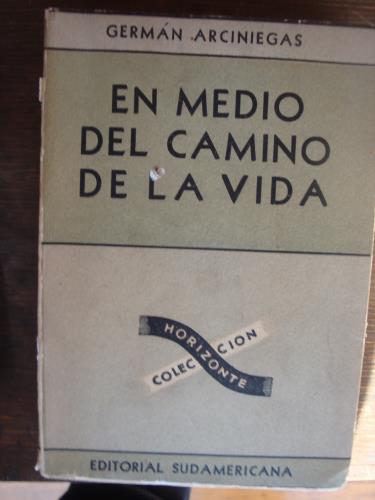 GERMÁN ARCINIEGAS
EN MEDIO
DEL CAMINO
DE LA VIDA
COLECCION
HORIZONTE
EDITORIAL SUDAMERICANA